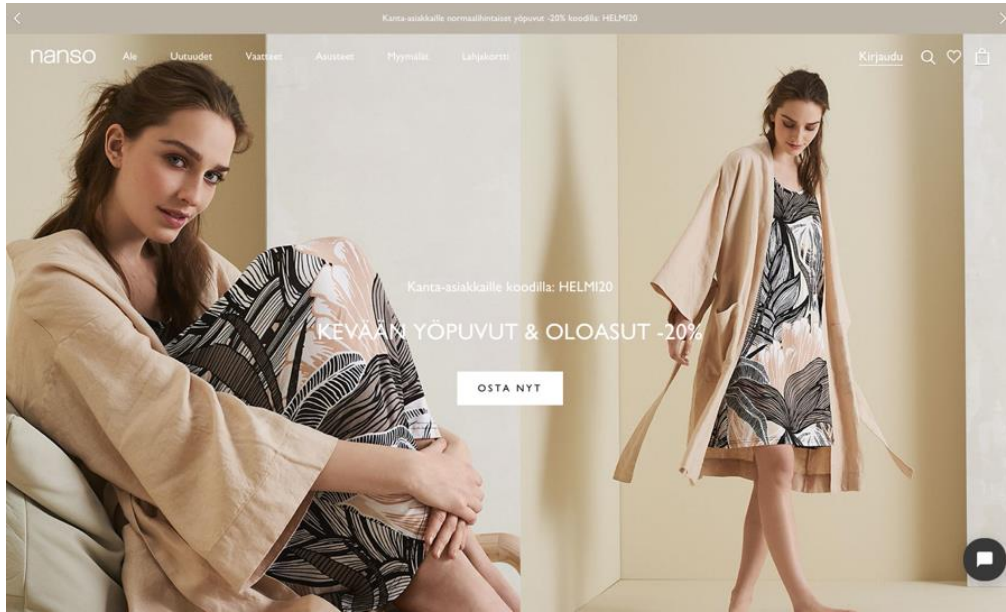 Kanta-asiakkaille normaalihintaiset yöpuvut -20% koodilla: HELMI20
nanso Ale Uutuudet Vaatteet Asusteet Myymälät Lahjakortti Kirjaudu
Kanta-asiakkaille koodilla: HELMI20
KEVÄÄN YÖPUVUT & OLOASUT -20%
OSTA NYT